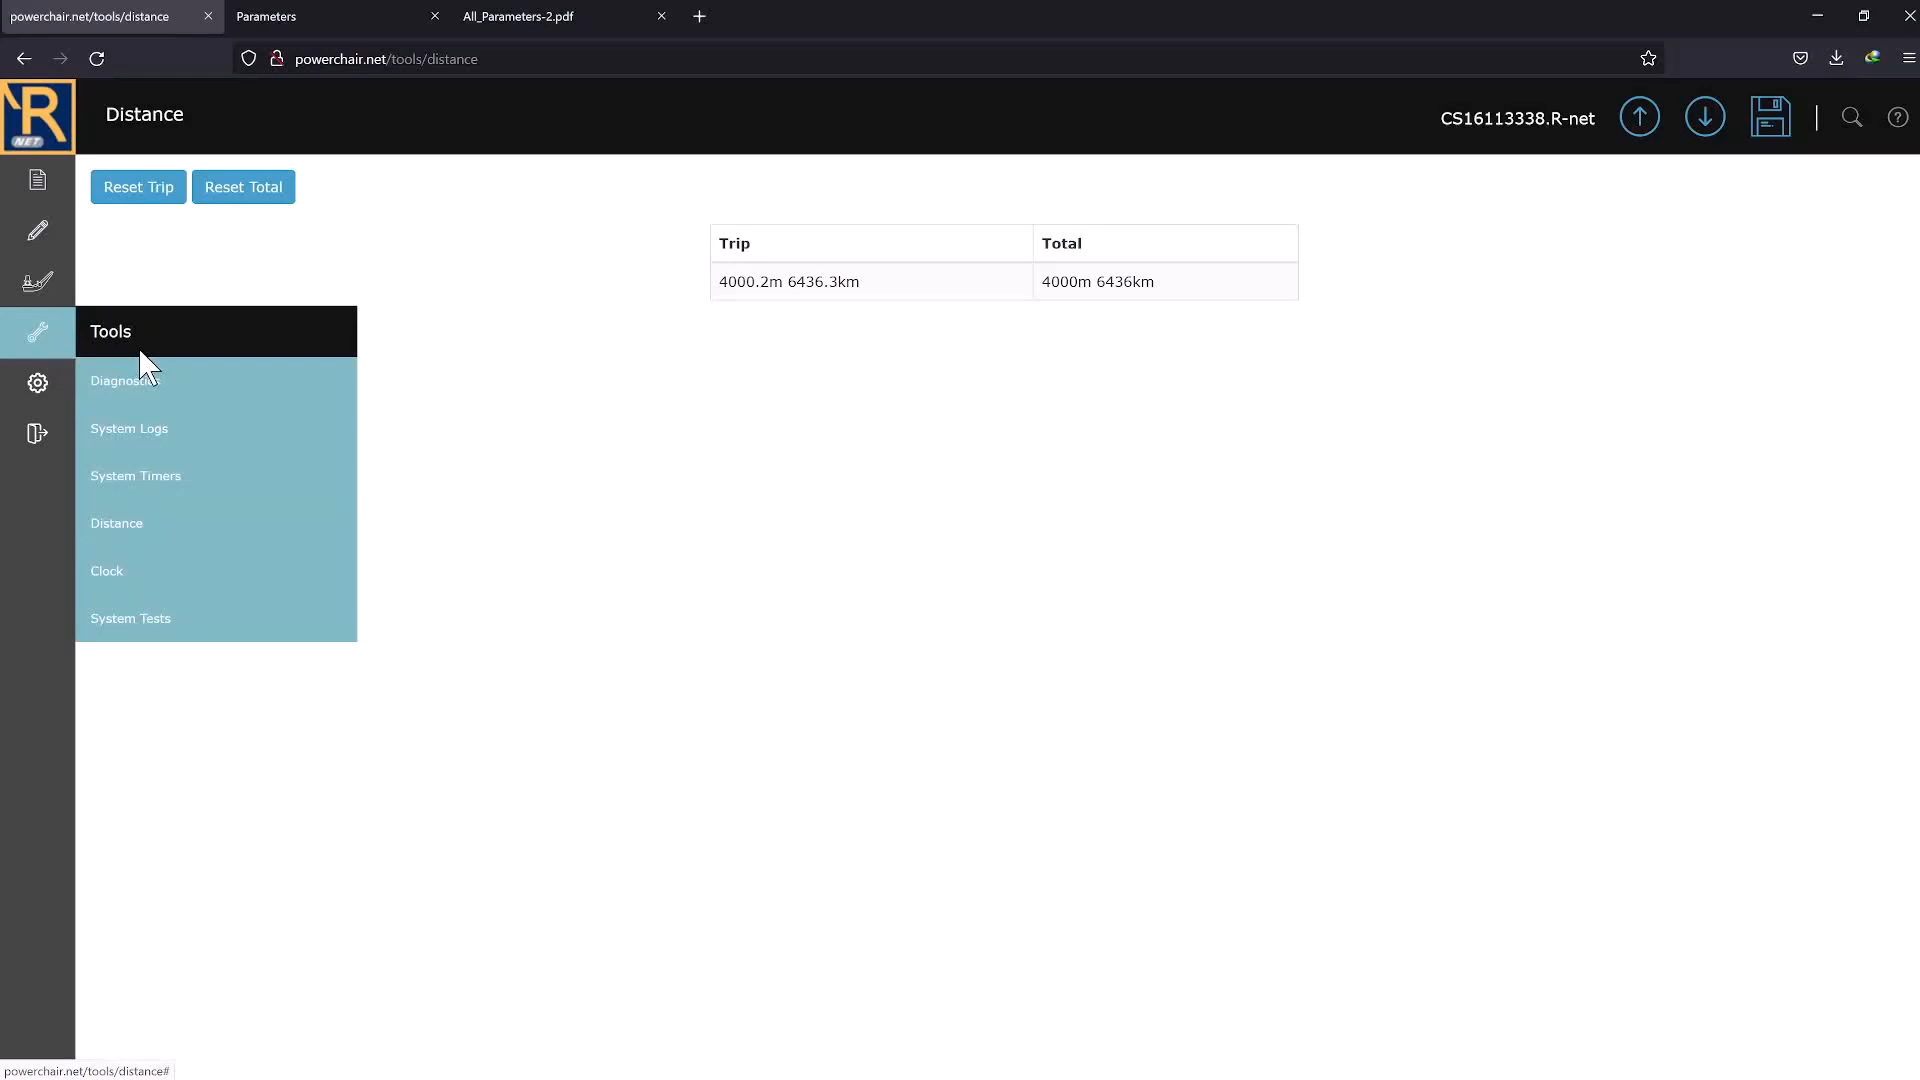 powerchair.net/tools/distance
Parameters
All_Parameters-2.pdf
powerchair.net/tools/distance
R
NET
Distance
CS16113338.R-net
Reset Trip
Reset Total
Trip
Total
4000.2m 6436.3km
4000m 6436km
Tools
Diagnostics
System Logs
System Timers
Distance
Clock
System Tests
powerchair.net/tools/distance#